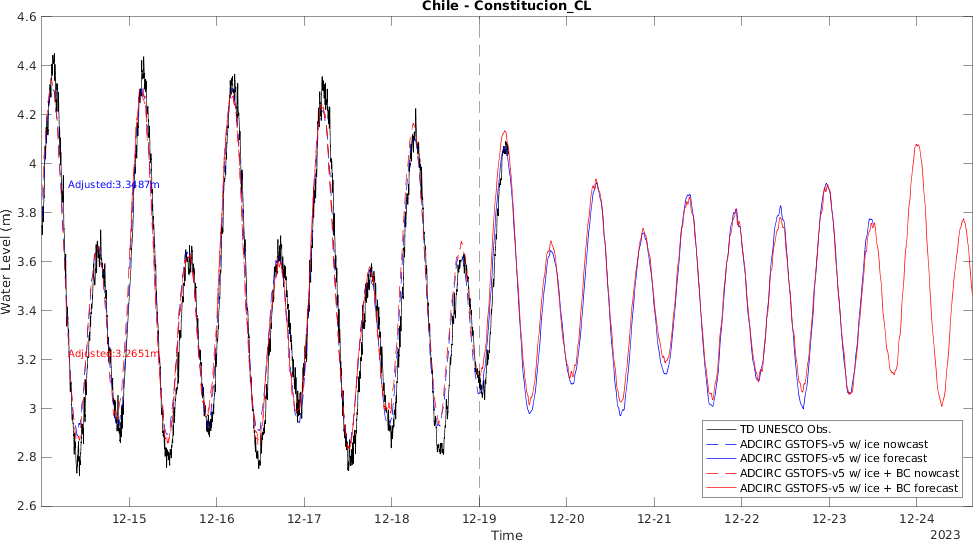 Chile - Constitucion_CL
4.6
4.4
4.2
4
3.8
3.6
3.4
3.2
3
2.8
2.6
Water Level (m)
Adjusted:3.3487m
Adjusted:3.2651m
TD UNESCO Obs.
ADCIRC GSTOFS-v5 w/ ice nowcast
ADCIRC GSTOFS-v5 w/ ice forecast
ADCIRC GSTOFS-v5 w/ ice + BC nowcast
ADCIRC GSTOFS-v5 w/ ice + BC forecast
12-15 12-16 12-17 12-18 12-19 12-20 12-21 12-22 12-23 12-24
2023
Time